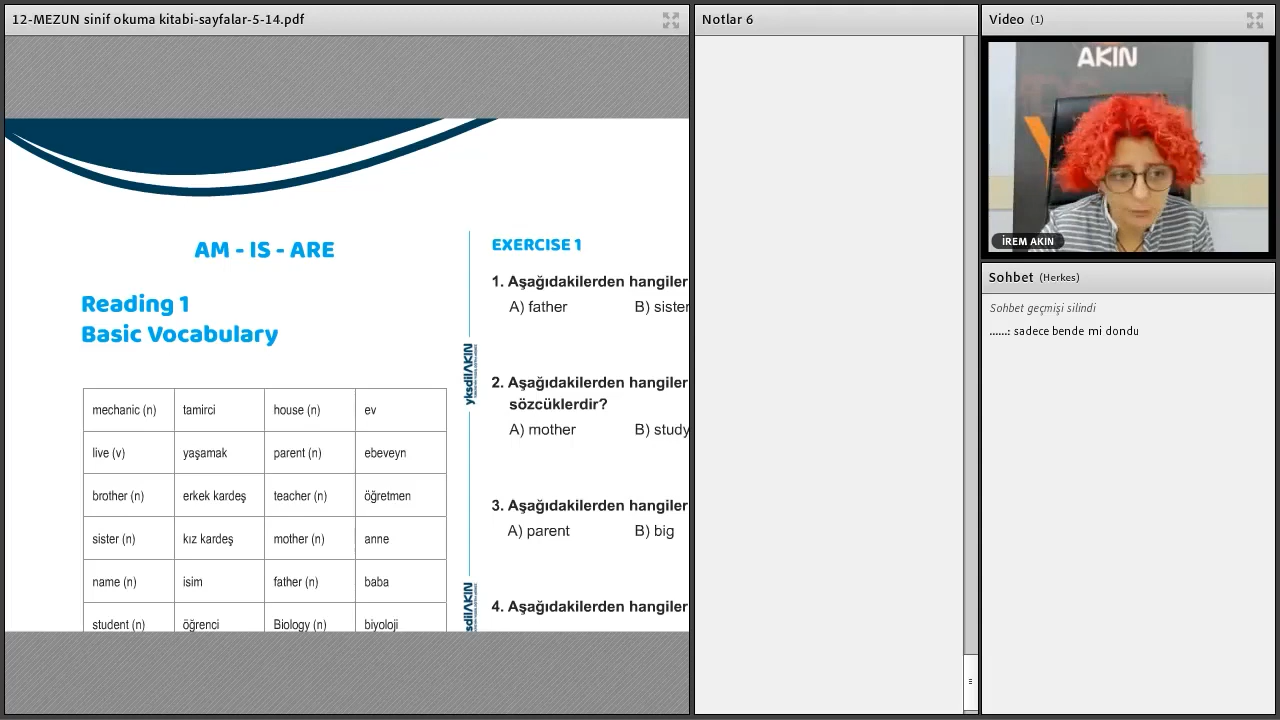 12-MEZUN sinif okuma kitabi-sayfalar-5-14.pdf
AM - IS - ARE
Reading 1
Basic Vocabulary
mechanic (n) tamirci house (n) ev
live (v) yaşamak parent (n) ebeveyn
brother (n) erkek kardeş teacher (n) öğretmen
sister (n) kız kardeş mother (n) anne
name (n) isim father (n) baba
student (n) öğrenci Biology (n) biyoloji
yksdilAKIN
sdilAKIN
EXERCISE 1
1. Aşağıdakilerden hangiler
A) father B) sister
2. Aşağıdakilerden hangiler
sözcüklerdir?
A) mother B) study
3. Aşağıdakilerden hangiler
A) parent B) big
4. Aşağıdakilerden hangiler
Notlar 6
Video (1)
AKIN
İREM AKIN
Sohbet (Herkes)
Sohbet geçmişi silindi
......: sadece bende mi dondu